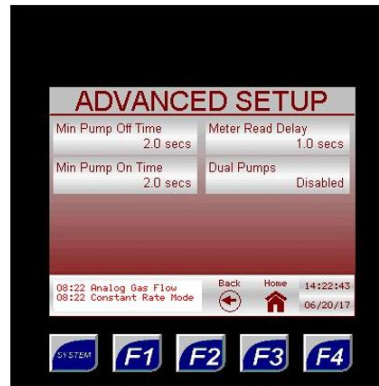 ADVANCED SETUP
Min Pump Off Time
2.0 secs
Meter Read Delay
1.0 secs
Min Pump On Time
2.0 secs
Dual Pumps
Disabled
08:22 Analog Gas Flow
08:22 Constant Rate Mode
Back
Home
14:22:43
06/20/17
SYSTEM
F1
F2
F3
F4